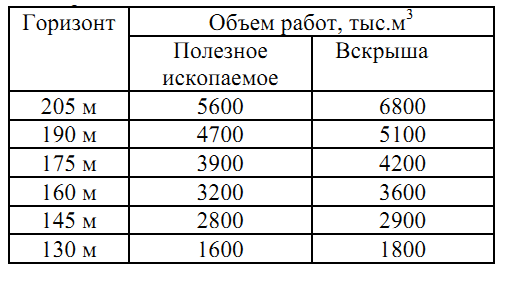 Горизонт Объем работ, тыс.м³
Полезное Вскрыша
ископаемое
205 м 5600 6800
190 м 4700 5100
175 м 3900 4200
160 м 3200 3600
145 м 2800 2900
130 м 1600 1800